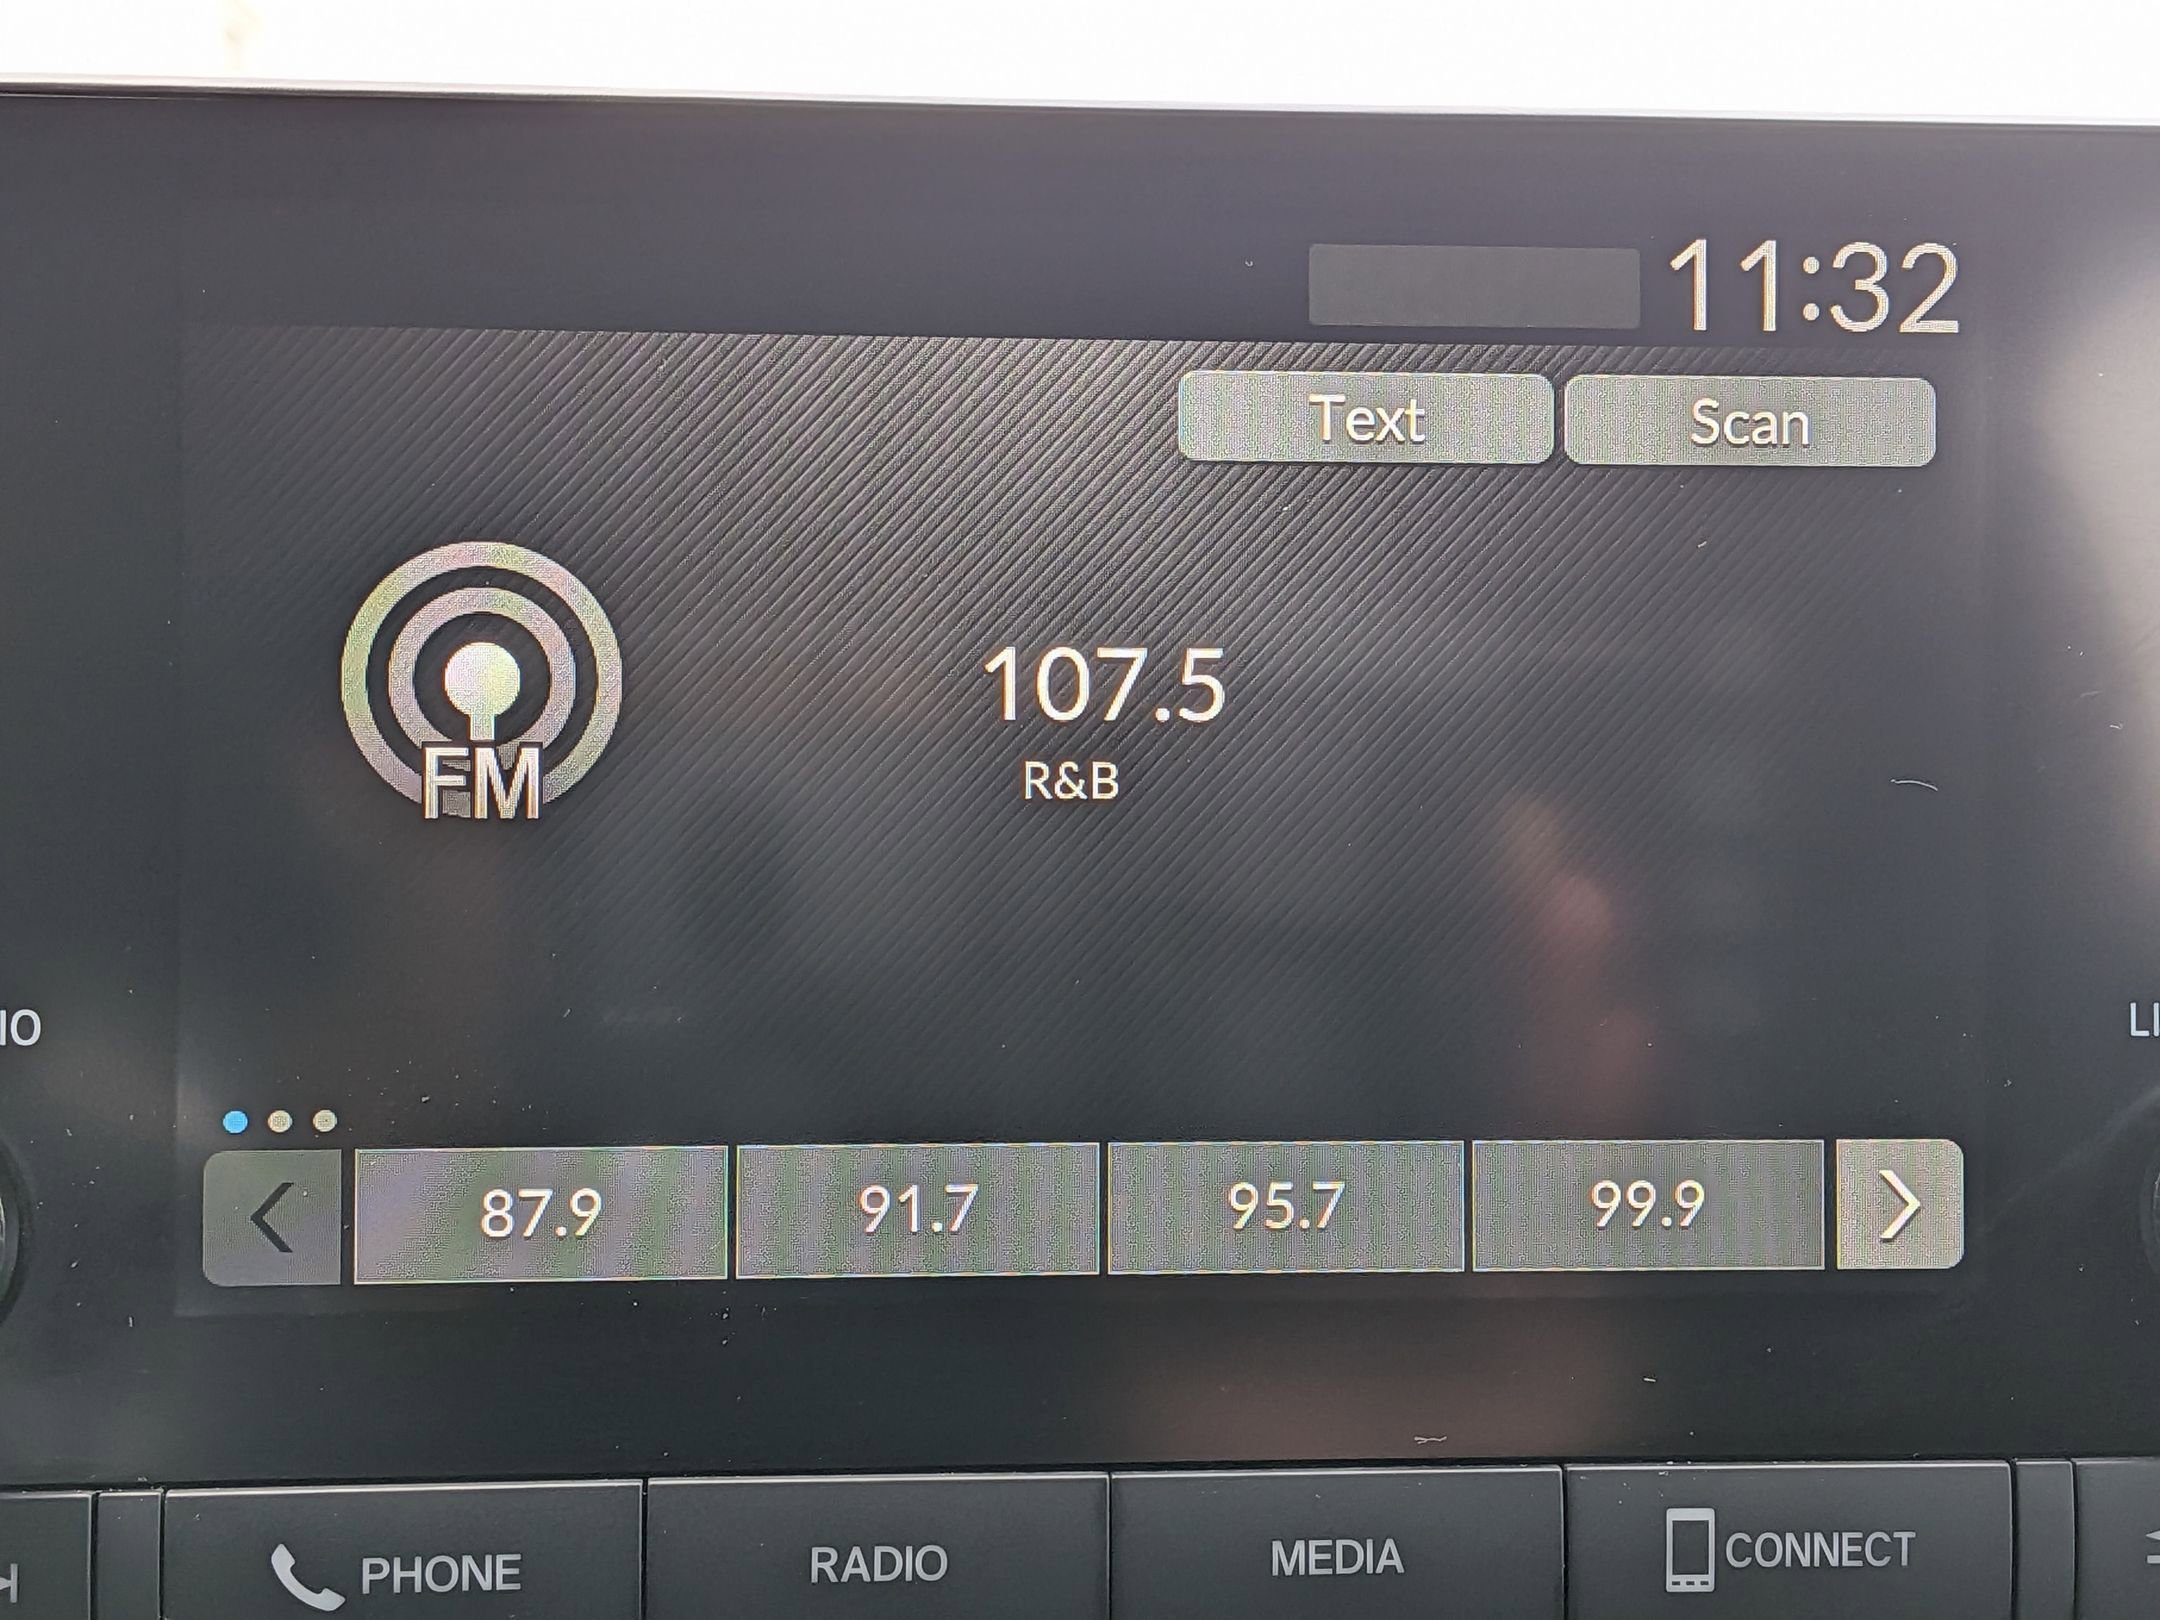 11:32
Text Scan
FM
107.5
R&B
87.9 91.7 95.7 99.9
PHONE RADIO MEDIA CONNECT